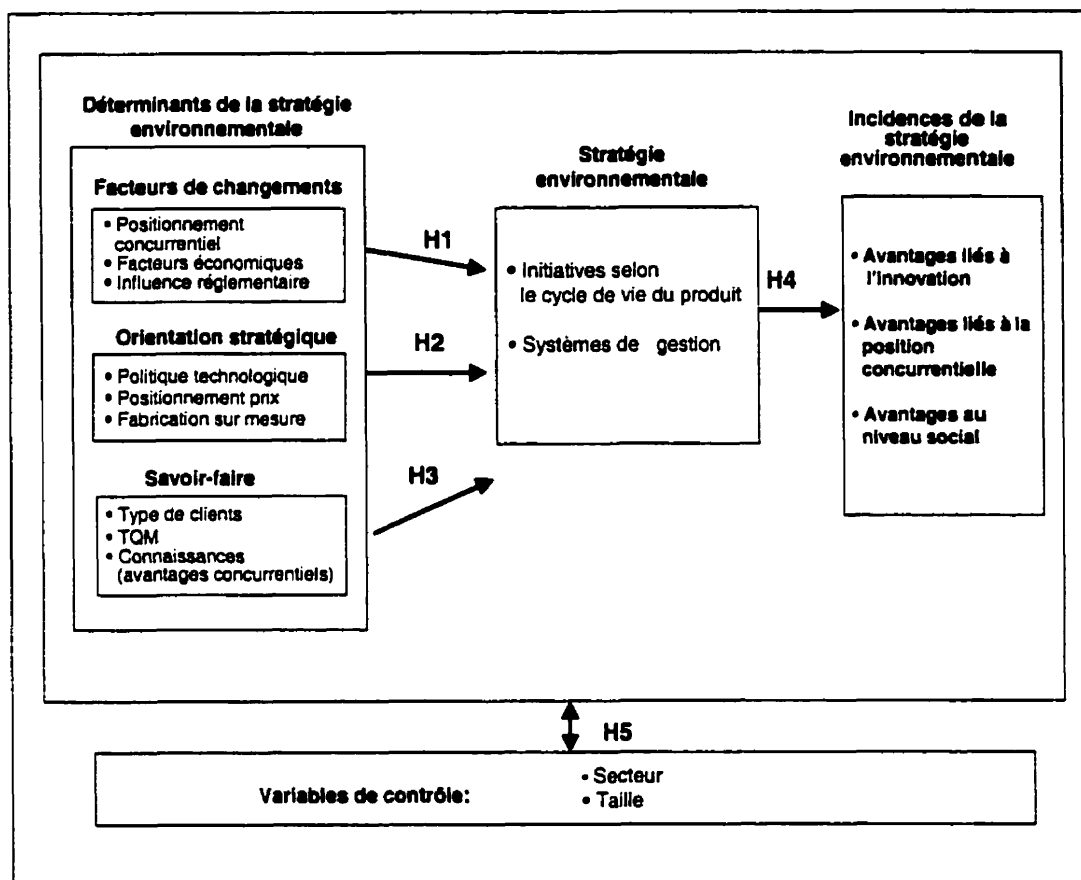 Déterminants de la stratégie
environnementale
Facteurs de changements
• Positionnement
concurrentiel
• Facteurs économiques
• Influence réglementaire
Orientation stratégique
• Politique technologique
• Positionnement prix
• Fabrication sur mesure
Savoir-faire
• Type de clients
• TQM
• Connaissances
(avantages concurrentiels)
H1
H2
H3
Stratégie
environnementale
• Initiatives selon
le cycle de vie du produit
• Systèmes de gestion
H4
Incidences de la
stratégie
environnementale
• Avantages liés à
l'innovation
• Avantages liés à la
position
concurrentielle
• Avantages au
niveau social
H5
Variables de contrôle:
• Secteur
• Taille